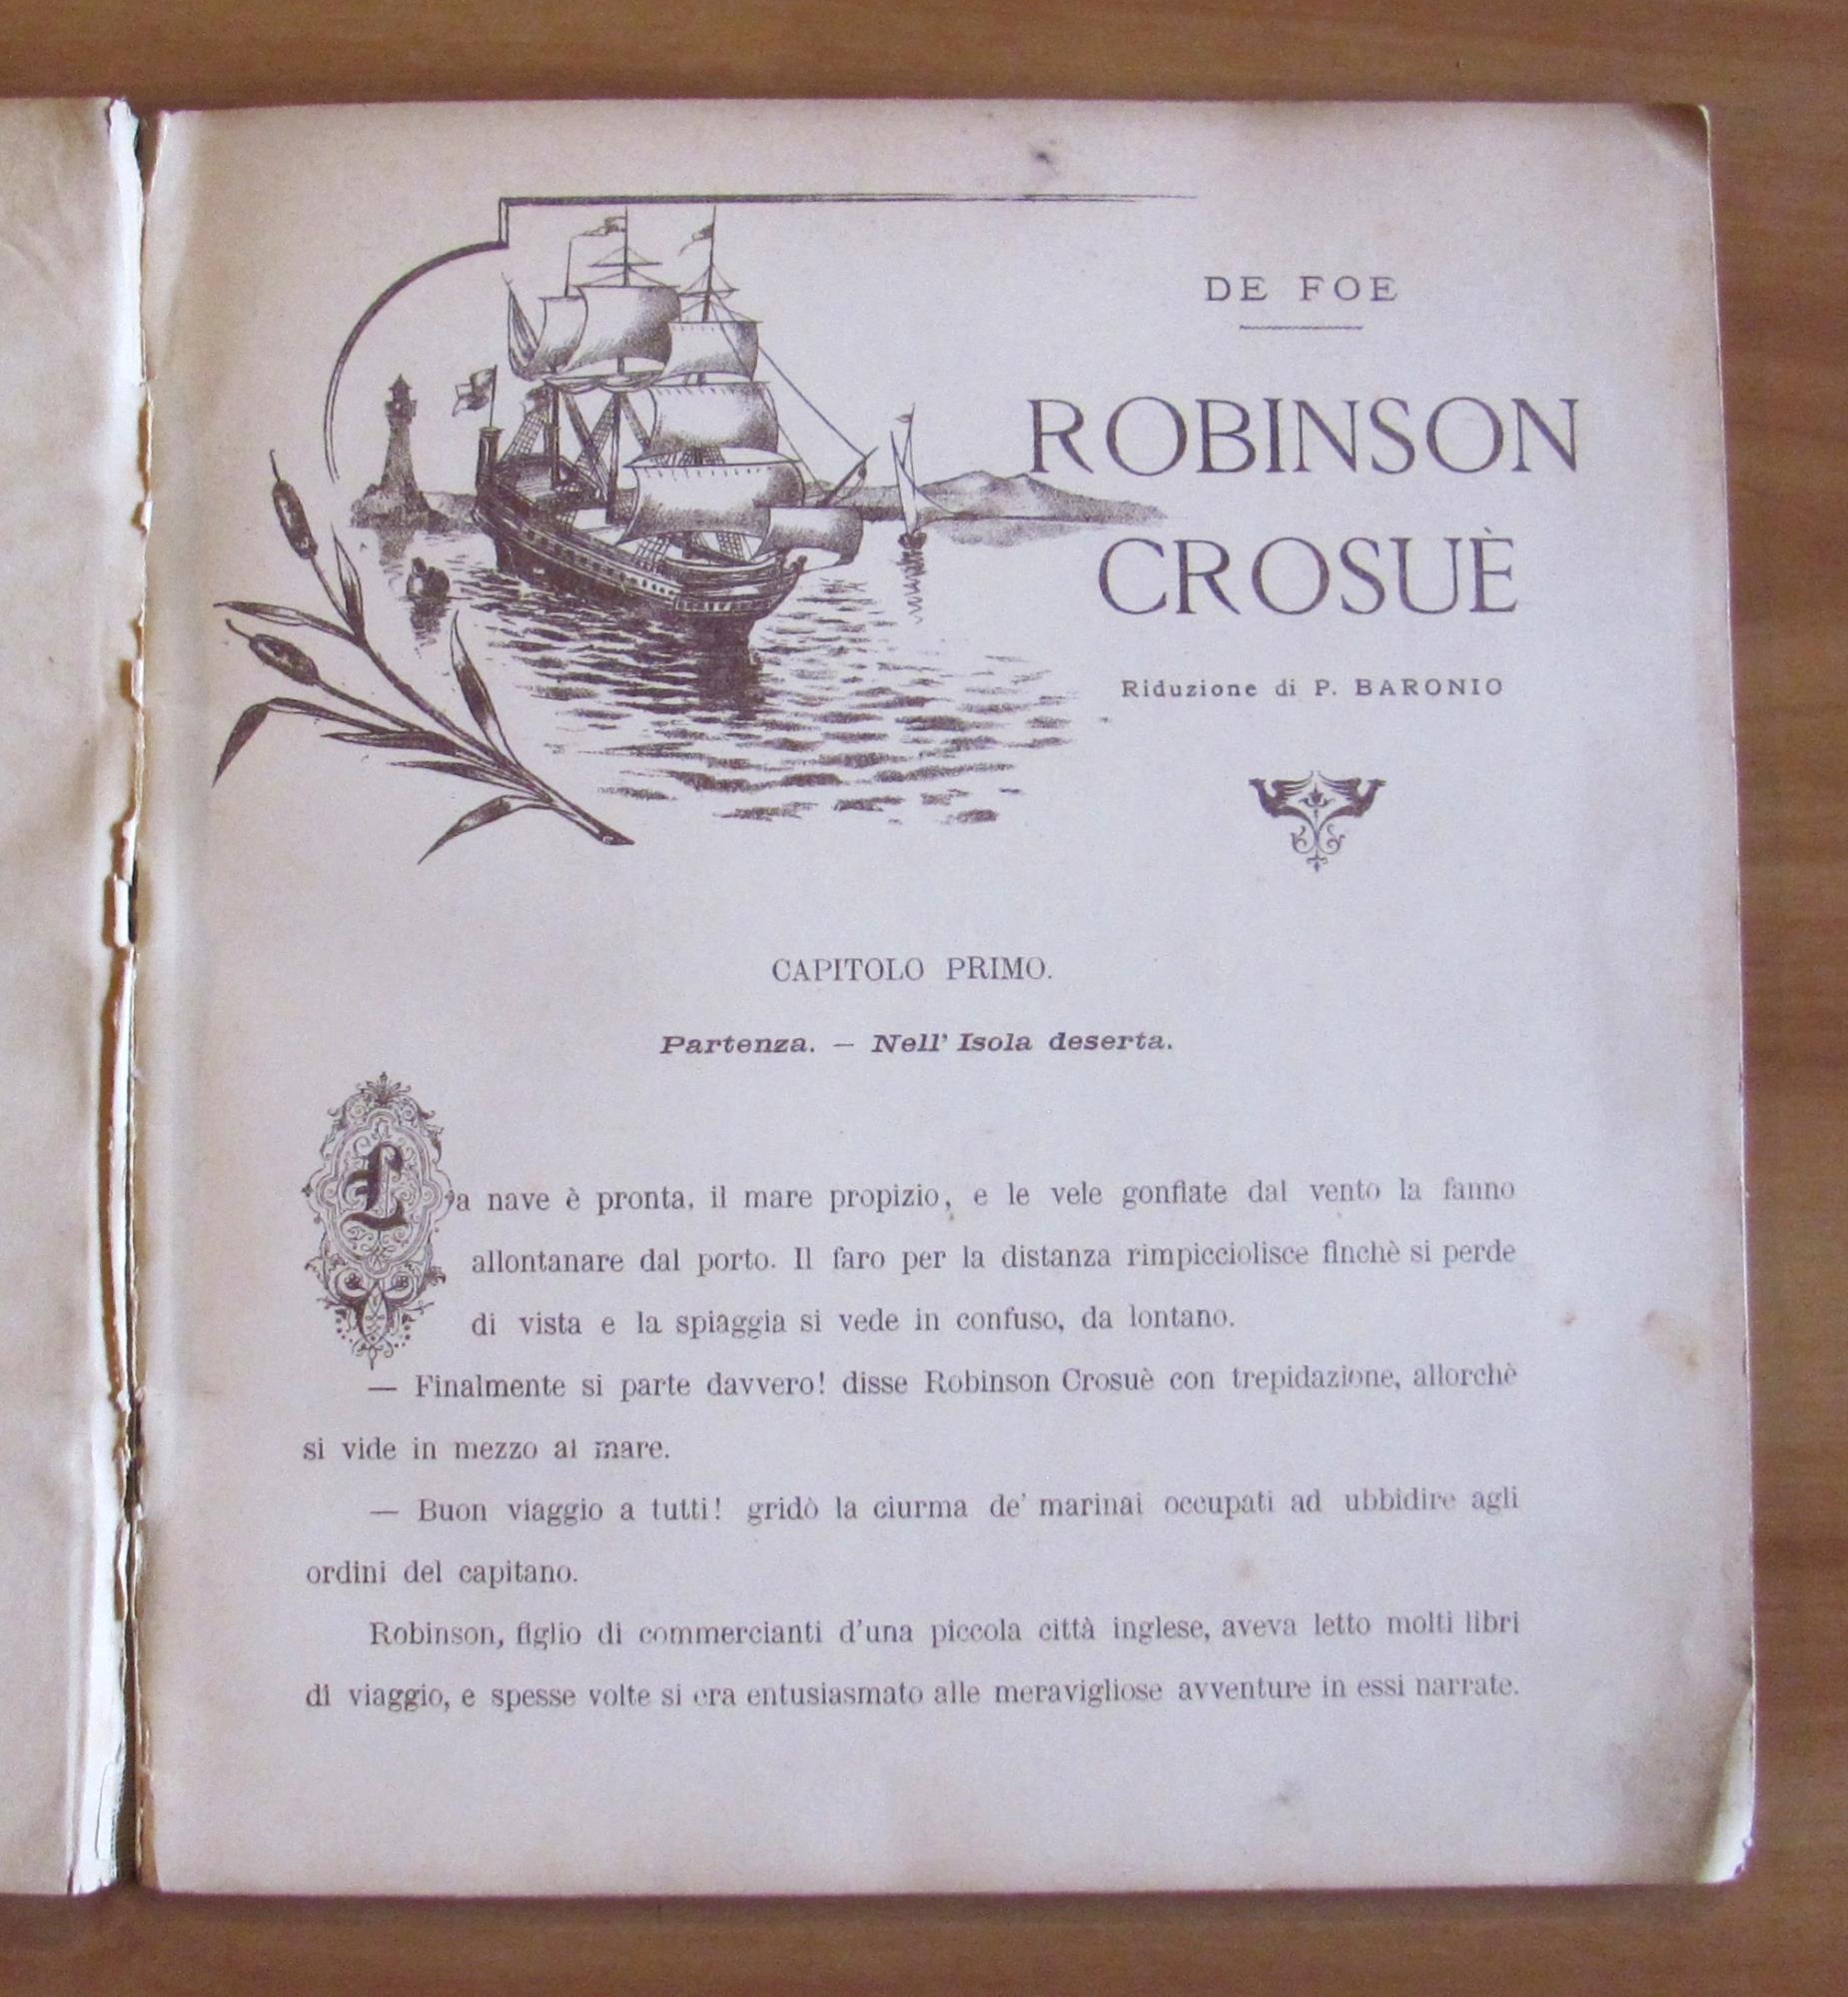 DE FOE
ROBINSON
CROSUÈ
Riduzione di P. BARONIO
CAPITOLO PRIMO.
Partenza. — Nell' Isola deserta.
La nave è pronta, il mare propizio, e le vele gonfiate dal vento la fanno
allontanare dal porto. Il faro per la distanza rimpicciolisce finchè si perde
di vista e la spiaggia si vede in confuso, da lontano.
— Finalmente si parte davvero! disse Robinson Crosuè con trepidazione, allorchè
si vide in mezzo al mare.
— Buon viaggio a tutti! gridò la ciurma de' marinai occupati ad ubbidire agli
ordini del capitano.
Robinson, figlio di commercianti d'una piccola città inglese, aveva letto molti libri
di viaggio, e spesse volte si era entusiasmato alle meravigliose avventure in essi narrate.